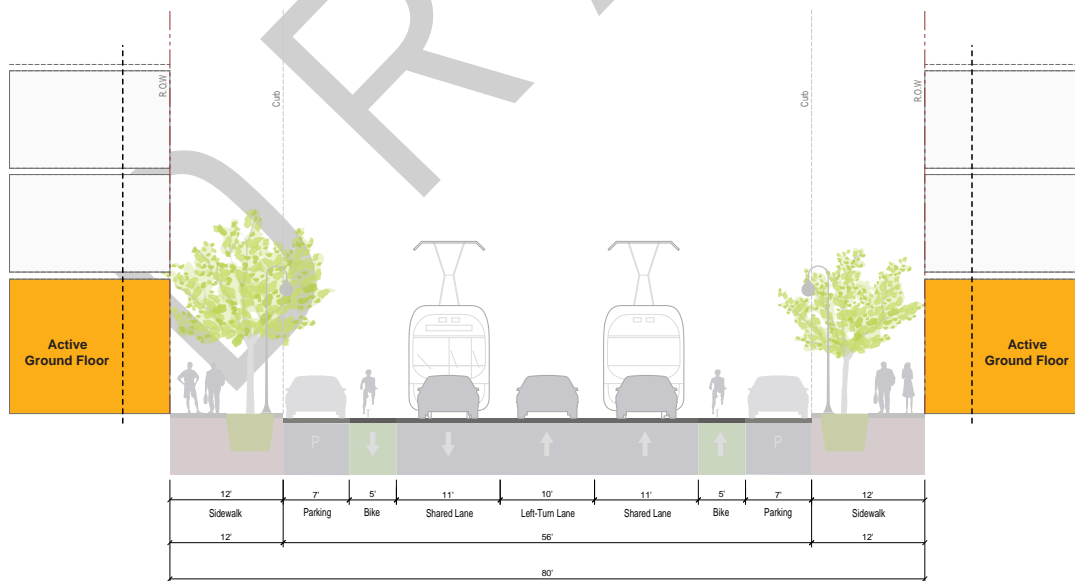 R.O.W
Curb
Curb
R.O.W
Active
Ground Floor
Active
Ground Floor
P
P
12'
7'
5'
11'
10'
11'
5'
7'
12'
Sidewalk
Parking
Bike
Shared Lane
Left-Turn Lane
Shared Lane
Bike
Parking
Sidewalk
12'
56'
12'
80'